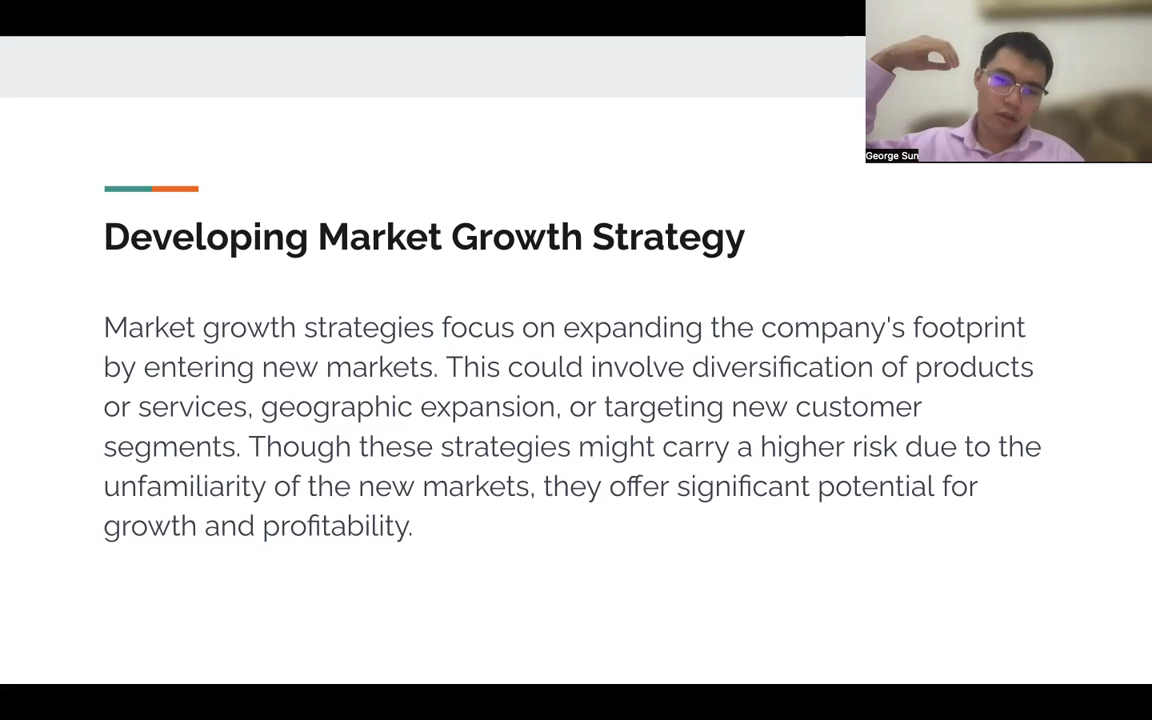 George Sun
Developing Market Growth Strategy
Market growth strategies focus on expanding the company's footprint
by entering new markets. This could involve diversification of products
or services, geographic expansion, or targeting new customer
segments. Though these strategies might carry a higher risk due to the
unfamiliarity of the new markets, they offer significant potential for
growth and profitability.